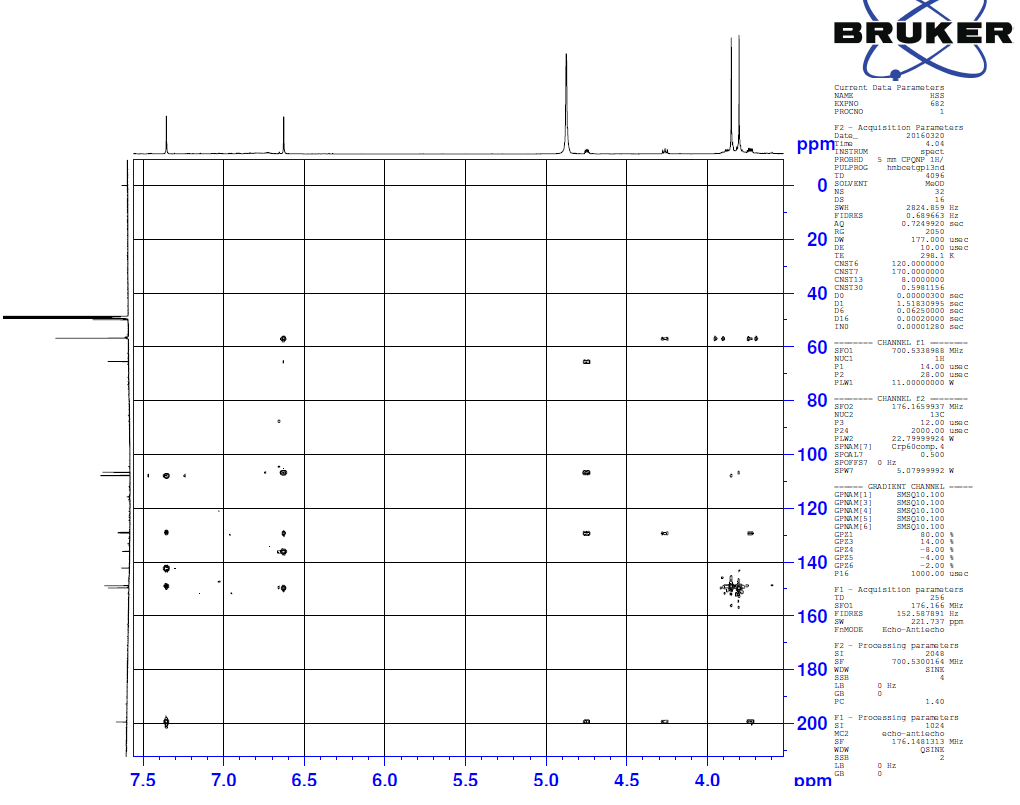 BRUKER
Current Data Parameters
NAME HSS
EXPNO 682
PROCNO 1
F2 - Acquisition Parameters
Date_ 20160320
Time 4.04
INSTRUM spect
PROBHD 5 mm CPQNP 1H/
PULPROG hmbcetgpl3nd
TD 4096
SOLVENT MeOD
NS 32
DS 16
SWH 2824.859 Hz
FIDRES 0.689663 Hz
AQ 0.7249920 sec
RG 2050
DW 177.000 usec
DE 10.00 usec
TE 298.1 K
CNST6 120.0000000
CNST7 170.0000000
CNST13 8.0000000
CNST30 0.5981156
D0 0.00000300 sec
D1 1.51830995 sec
D6 0.06250000 sec
D16 0.00020000 sec
IN0 0.00001280 sec
======== CHANNEL f1 ========
SFO1 700.5338988 MHz
NUC1 1H
P1 14.00 usec
P2 28.00 usec
PLW1 11.00000000 W
======== CHANNEL f2 ========
SFO2 176.1659937 MHz
NUC2 13C
P3 12.00 usec
P24 2000.00 usec
PLW2 22.79999924 W
SPNAM[7] Crp60comp.4
SPOAL7 0.500
SPOFFS7 0 Hz
SPW7 5.07999992 W
====== GRADIENT CHANNEL =====
GPNAM[1] SMSQ10.100
GPNAM[3] SMSQ10.100
GPNAM[4] SMSQ10.100
GPNAM[5] SMSQ10.100
GPNAM[6] SMSQ10.100
GPZ1 80.00 %
GPZ3 14.00 %
GPZ4 -8.00 %
GPZ5 -4.00 %
GPZ6 -2.00 %
P16 1000.00 usec
F1 - Acquisition parameters
TD 256
SFO1 176.166 MHz
FIDRES 152.587891 Hz
SW 221.737 ppm
FnMODE Echo-Antiecho
F2 - Processing parameters
SI 2048
SF 700.5300164 MHz
WDW SINE
SSB 4
LB 0 Hz
GB 0
PC 1.40
F1 - Processing parameters
SI 1024
MC2 echo-antiecho
SF 176.1481313 MHz
WDW QSINE
SSB 2
LB 0 Hz
GB 0
ppm
0
20
40
60
80
100
120
140
160
180
200
7.5 7.0 6.5 6.0 5.5 5.0 4.5 4.0 ppm